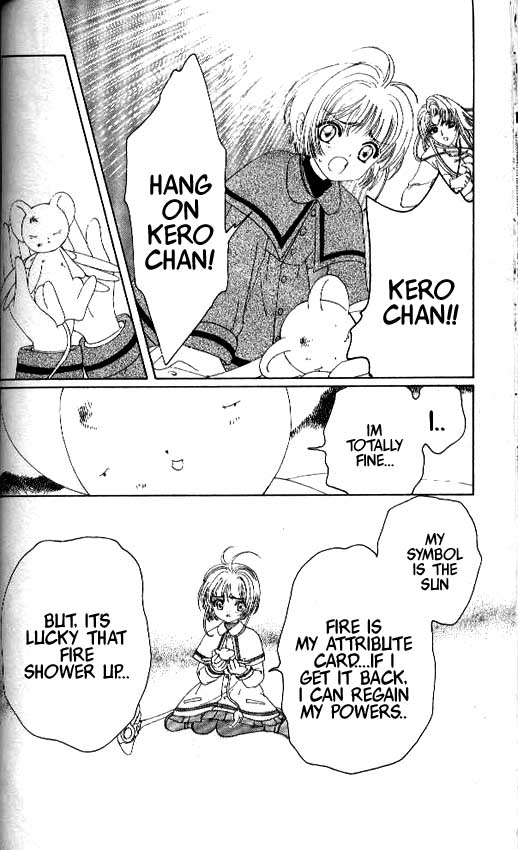 KERO
CHAN!!
HANG
ON
KERO
CHAN!
I..
IM
TOTALLY
FINE...
MY
SYMBOL
IS THE
SUN
FIRE IS
MY ATTRIBUTE
CARD...IF I
GET IT BACK.
I CAN REGAIN
MY POWERS..
BUT. ITS
LUCKY THAT
FIRE
SHOWER UP..